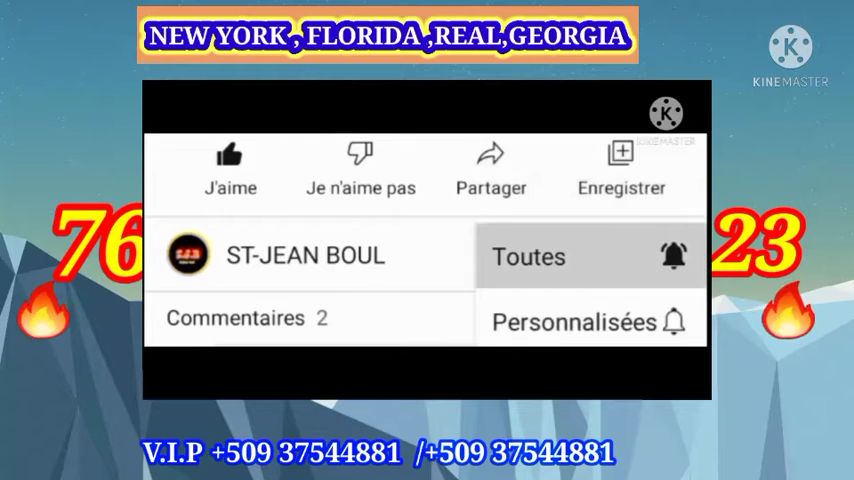 NEW YORK , FLORIDA ,REAL,GEORGIA
KINEMASTER
KINEMASTER
J'aime Je n'aime pas Partager Enregistrer
76 23
ST-JEAN BOUL Toutes
Commentaires 2 Personnalisées
V.I.P +509 37544881 /+509 37544881